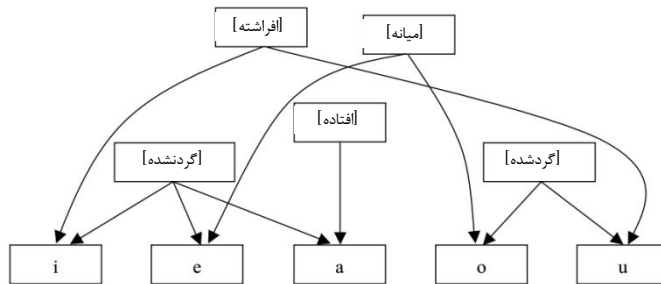 [افراشته]
[میانه]
[افتاده]
[گردنشده]
[گردشده]
i
e
a
o
u